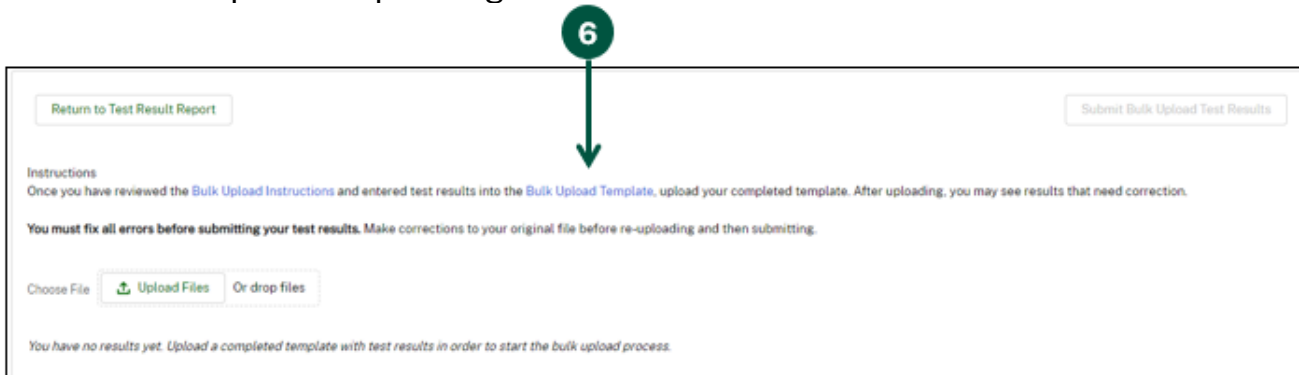 6
Return to Test Result Report
Submit Bulk Upload Test Results
Instructions
Once you have reviewed the Bulk Upload Instructions and entered test results into the Bulk Upload Template, upload your completed template. After uploading, you may see results that need correction.
You must fix all errors before submitting your test results. Make corrections to your original file before re-uploading and then submitting.
Choose File Upload Files Or drop files
You have no results yet. Upload a completed template with test results in order to start the bulk upload process.